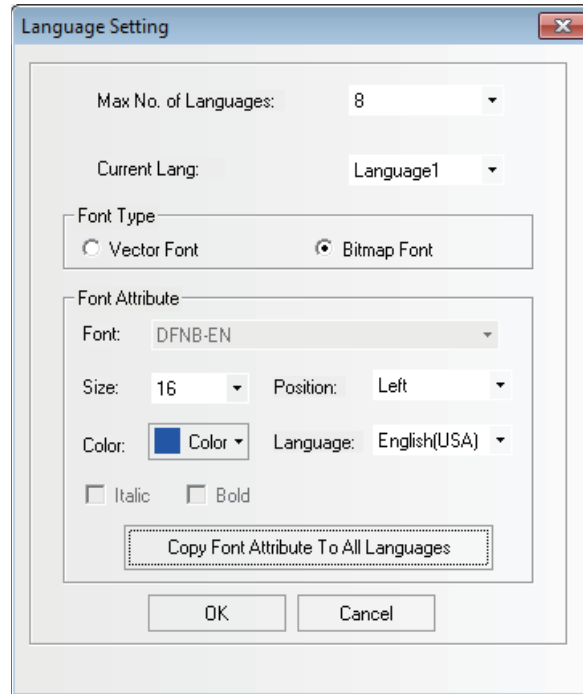 Language Setting
Max No. of Languages: 8
Current Lang: Language1
Font Type
Vector Font Bitmap Font
Font Attribute
Font: DFNB-EN
Size: 16 Position: Left
Color: Color Language: English(USA)
Italic Bold
Copy Font Attribute To All Languages
OK Cancel